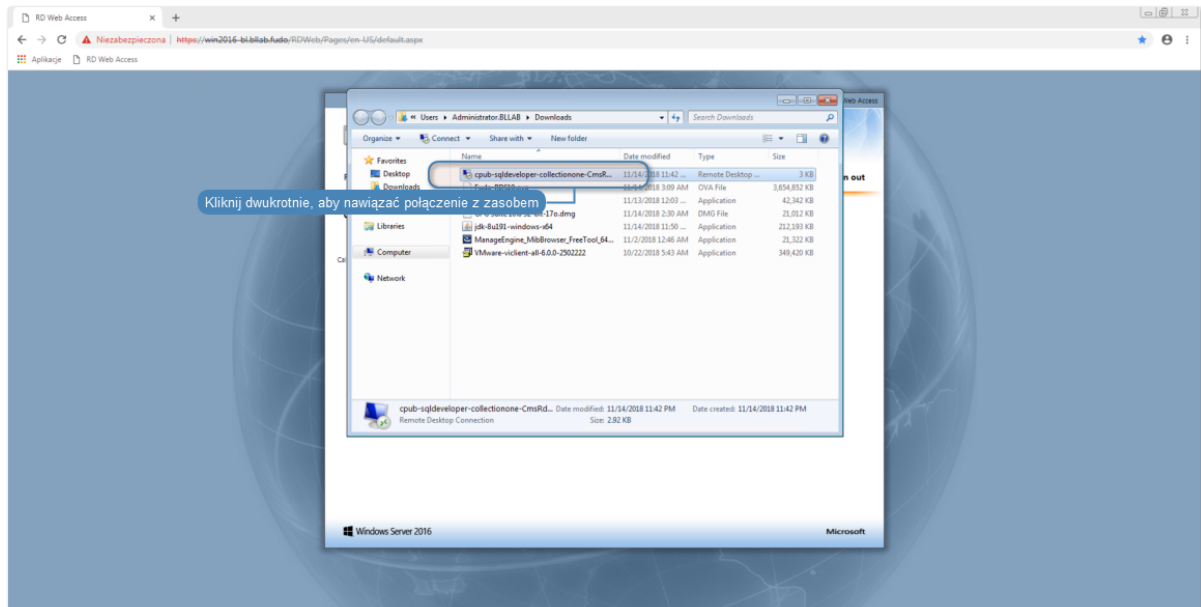 RD Web Access
Niezabezpieczona | https://win2016-bl.bllab.fudo/RDWeb/Pages/en-US/default.aspx
Aplikacje RD Web Access
Web Access
« Users Administrator.BLLAB Downloads Search Downloads
Organize Connect Share with New folder
Favorites
Desktop
Downloads
Libraries
Computer
Network
Name Date modified Type Size
cpub-sqldeveloper-collectionone-CmsR... 11/14/2018 11:42 ... Remote Desktop ... 3 KB
11/14/2018 3:09 AM OVA File 3,654,852 KB
11/13/2018 12:03 ... Application 42,342 KB
11/14/2018 2:30 AM DMG File 21,012 KB
jdk-8u191-windows-x64 11/14/2018 11:50 ... Application 212,193 KB
ManageEngine_MibBrowser_FreeTool_64... 11/2/2018 12:46 AM Application 21,322 KB
VMware-viclient-all-6.0.0-2502222 10/22/2018 5:43 AM Application 349,420 KB
n out
Kliknij dwukrotnie, aby nawiązać połączenie z zasobem
cpub-sqldeveloper-collectionone-CmsRd... Date modified: 11/14/2018 11:42 PM Date created: 11/14/2018 11:42 PM
Remote Desktop Connection Size: 2.92 KB
Windows Server 2016
Microsoft